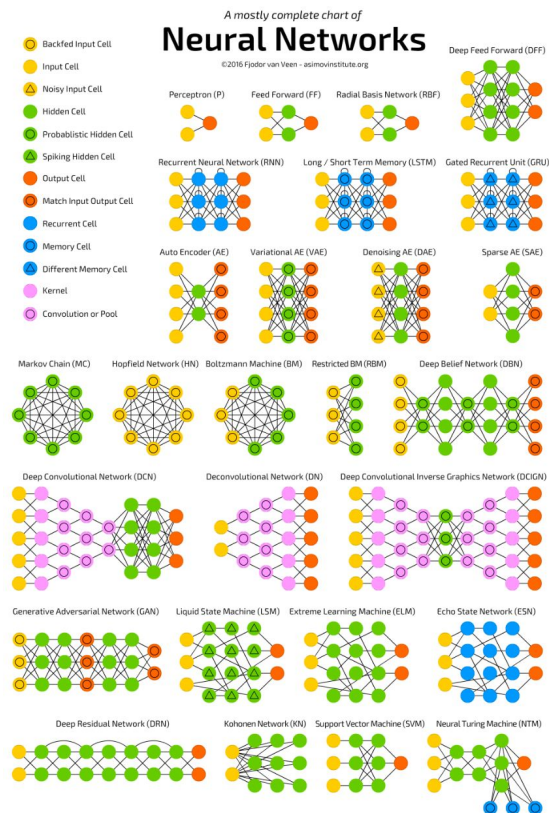 A mostly complete chart of
Neural Networks
©2016 Fjodor van Veen - asimovinstitute.org
Backfed Input Cell
Input Cell
Noisy Input Cell
Hidden Cell
Probablistic Hidden Cell
Spiking Hidden Cell
Output Cell
Match Input Output Cell
Recurrent Cell
Memory Cell
Different Memory Cell
Kernel
Convolution or Pool
Deep Feed Forward (DFF)
Perceptron (P)
Feed Forward (FF)
Radial Basis Network (RBF)
Recurrent Neural Network (RNN)
Long / Short Term Memory (LSTM)
Gated Recurrent Unit (GRU)
Auto Encoder (AE)
Variational AE (VAE)
Denoising AE (DAE)
Sparse AE (SAE)
Markov Chain (MC)
Hopfield Network (HN)
Boltzmann Machine (BM)
Restricted BM (RBM)
Deep Belief Network (DBN)
Deep Convolutional Network (DCN)
Deconvolutional Network (DN)
Deep Convolutional Inverse Graphics Network (DCIGN)
Generative Adversarial Network (GAN)
Liquid State Machine (LSM)
Extreme Learning Machine (ELM)
Echo State Network (ESN)
Deep Residual Network (DRN)
Kohonen Network (KN)
Support Vector Machine (SVM)
Neural Turing Machine (NTM)